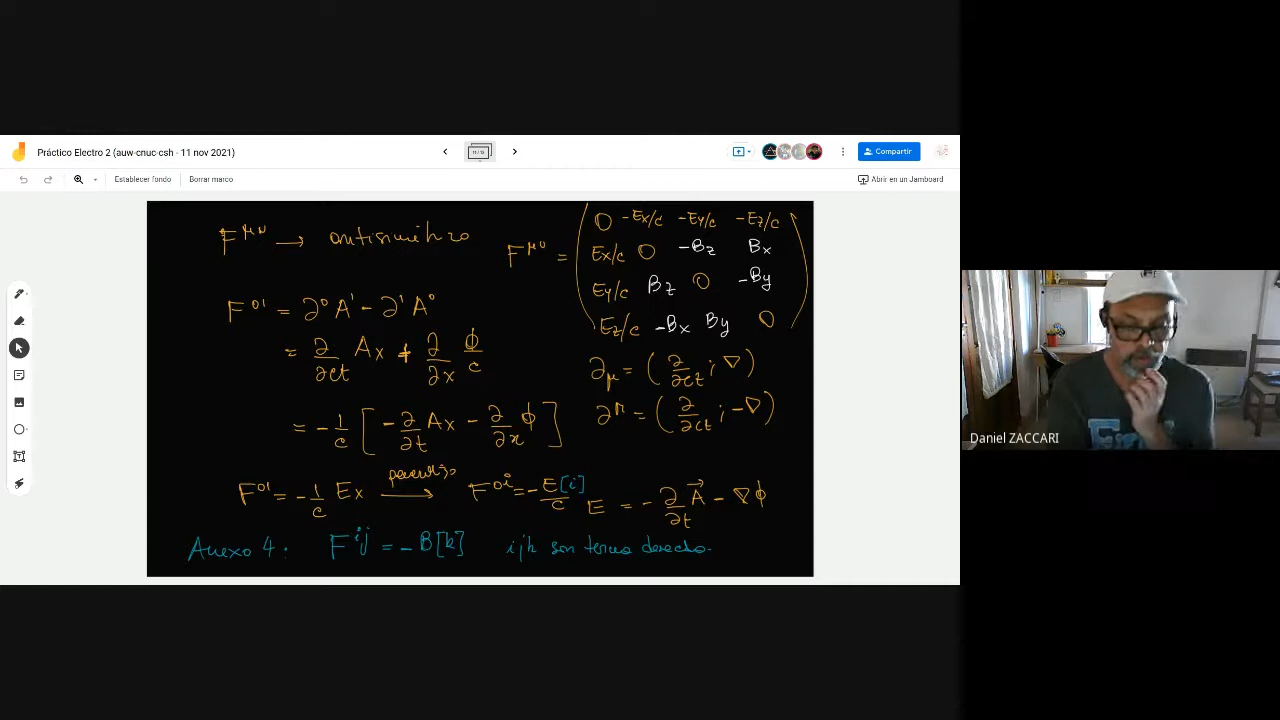 Práctico Electro 2 (auw-cnuc-csh - 11 nov 2021)
11 / 15
Compartir
Establecer fondo
Borrar marco
Abrir en un Jamboard
F^{μν} → antisimétrico
F^{μν} = ( 0 -Ex/c -Ey/c -Ez/c
Ex/c 0 -Bz Bx
Ey/c Bz 0 -By
Ez/c -Bx By 0 )
F^{01} = ∂^0 A^1 - ∂^1 A^0
= ∂/∂ct Ax + ∂/∂x ϕ/c
∂_μ = (∂/∂ct ; ∇)
∂^μ = (∂/∂ct ; -∇)
= -1/c [ -∂/∂t Ax - ∂/∂x ϕ ]
F^{01} = -1/c Ex → F^{0i} = -E[i]/c
E = -∂/∂t A⃗ - ∇ϕ
Anexo 4: F^{ij} = -B[k] ijk son terna derecha.
Daniel ZACCARI